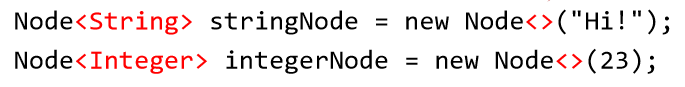 Node<String> stringNode = new Node<>("Hi!");
Node<Integer> integerNode = new Node<>(23);